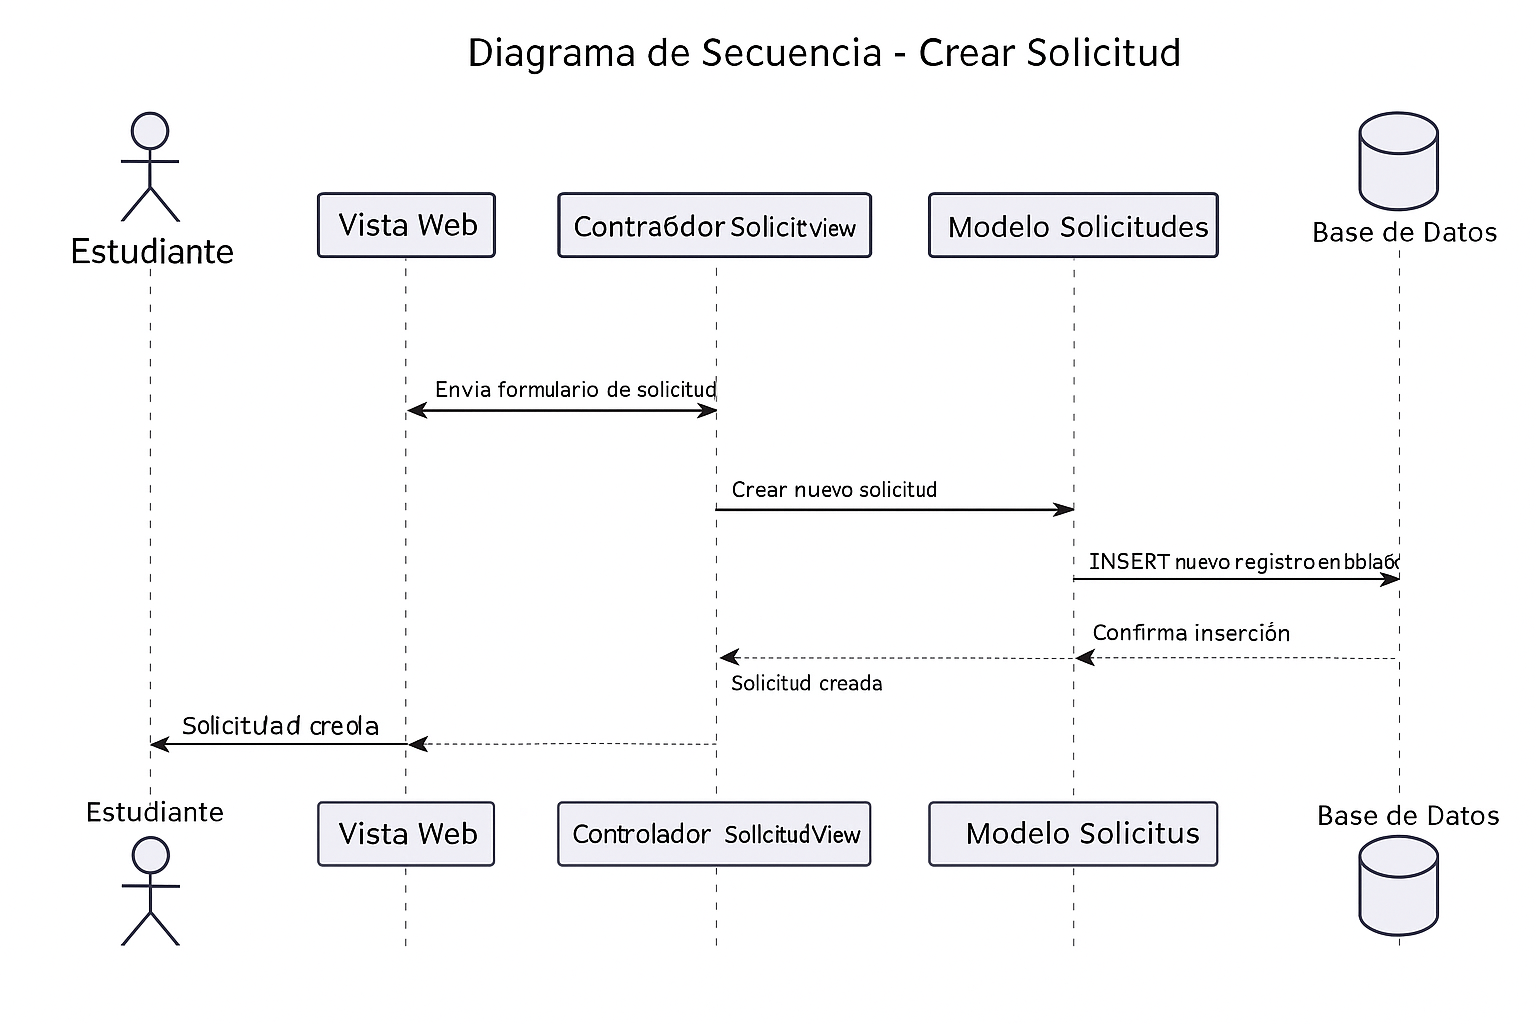 Diagrama de Secuencia - Crear Solicitud
Estudiante
Vista Web
Contra6dor Solicitview
Modelo Solicitudes
Base de Datos
Envia formulario de solicitud
Crear nuevo solicitud
INSERT nuevo registro en
Confirma inserción
Solicitud creada
Solicitulad creola
Estudiante
Vista Web
Controlador SollcitudView
Modelo Solicitus
Base de Datos